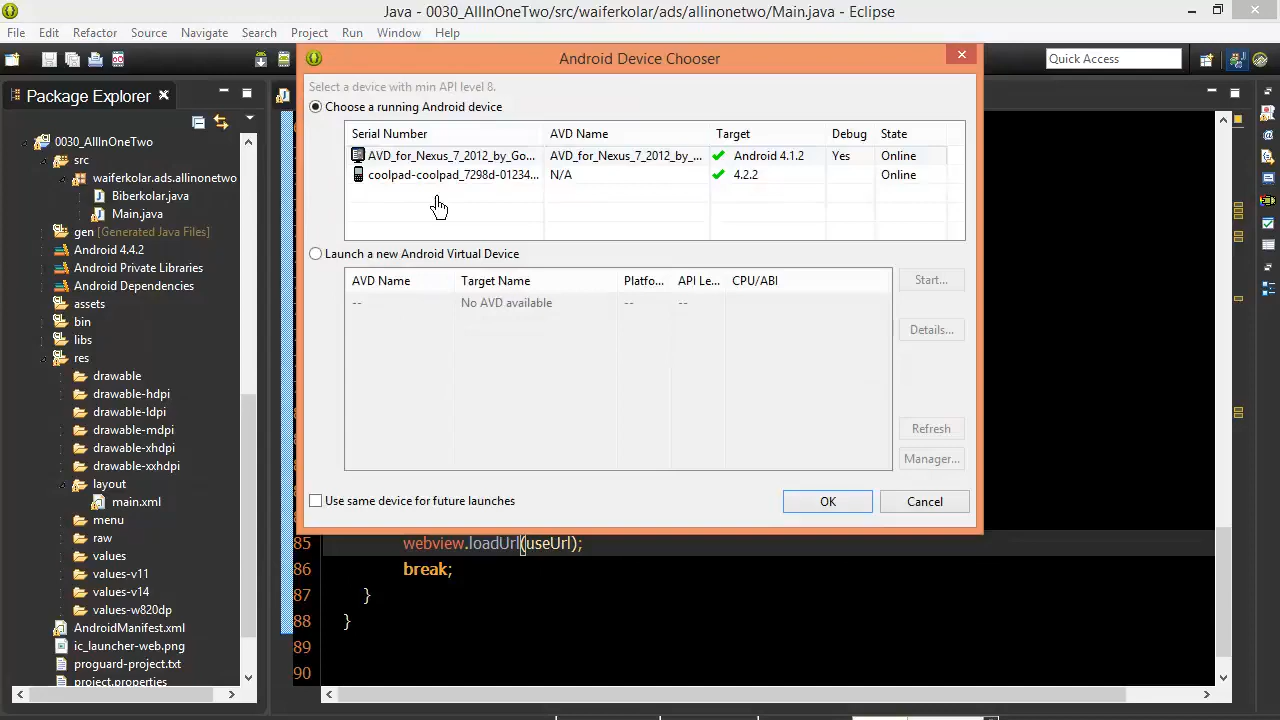 Java - 0030_AllInOneTwo/src/waiferkolar/ads/allinonetwo/Main.java - Eclipse
File Edit Refactor Source Navigate Search Project Run Window Help
Quick Access
Package Explorer
0030_AllInOneTwo
src
waiferkolar.ads.allinonetwo
Biberkolar.java
Main.java
gen [Generated Java Files]
Android 4.4.2
Android Private Libraries
Android Dependencies
assets
bin
libs
res
drawable
drawable-hdpi
drawable-ldpi
drawable-mdpi
drawable-xhdpi
drawable-xxhdpi
layout
main.xml
menu
raw
values
values-v11
values-v14
values-w820dp
AndroidManifest.xml
ic_launcher-web.png
proguard-project.txt
project.properties
Android Device Chooser
Select a device with min API level 8.
Choose a running Android device
Serial Number AVD Name Target Debug State
AVD_for_Nexus_7_2012_by_Go... AVD_for_Nexus_7_2012_by_... Android 4.1.2 Yes Online
coolpad-coolpad_7298d-01234... N/A 4.2.2 Online
Launch a new Android Virtual Device
AVD Name Target Name Platfo... API Le... CPU/ABI
-- No AVD available -- --
Start...
Details...
Refresh
Manager...
Use same device for future launches
OK Cancel
85 webview.loadUrl(useUrl);
86 break;
87 }
88 }
89
90